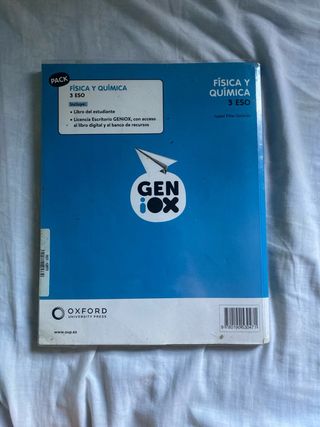 PACK
FÍSICA Y QUÍMICA
3 ESO
Incluye:
• Libro del estudiante
• Licencia Escritorio GENiOX, con acceso
al libro digital y al banco de recursos
FÍSICA Y
QUÍMICA
3 ESO
GEN
iOX
OXFORD
UNIVERSITY PRESS
www.oup.es